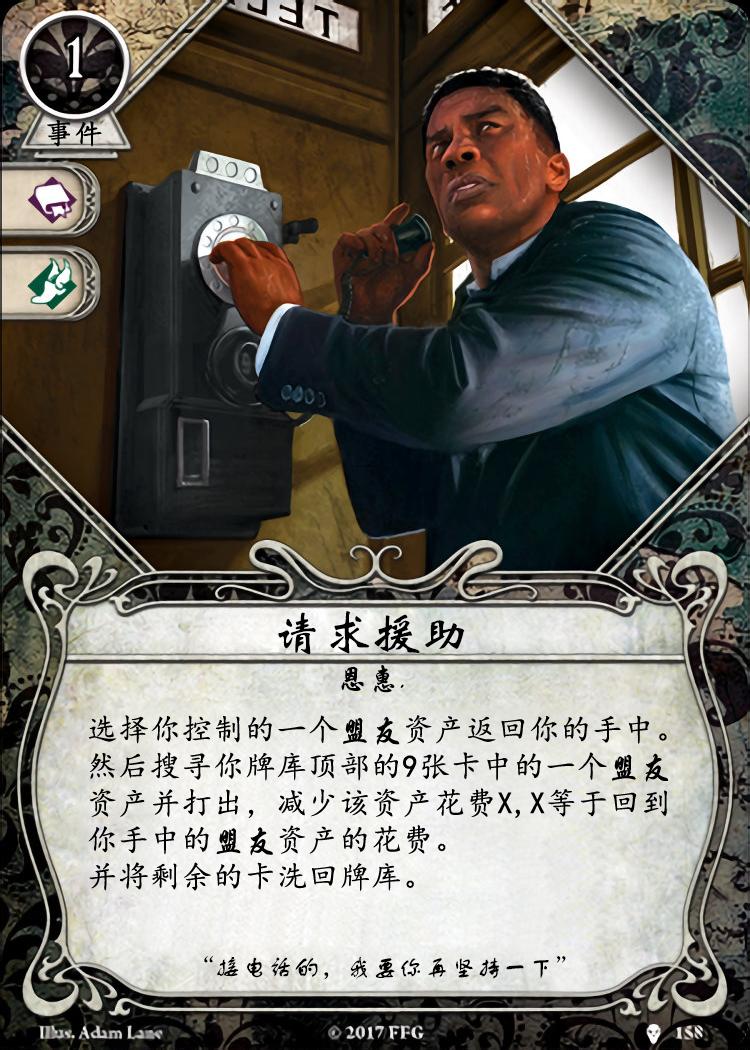 TELE
1
事件
请求援助
恩惠.
选择你控制的一个盟友资产返回你的手中。
然后搜寻你牌库顶部的9张卡中的一个盟友
资产并打出，减少该资产花费X,X等于回到
你手中的盟友资产的花费。
并将剩余的卡洗回牌库。
“接电话的，我要你再坚持一下”
Illus. Adam Lane
© 2017 FFG
158